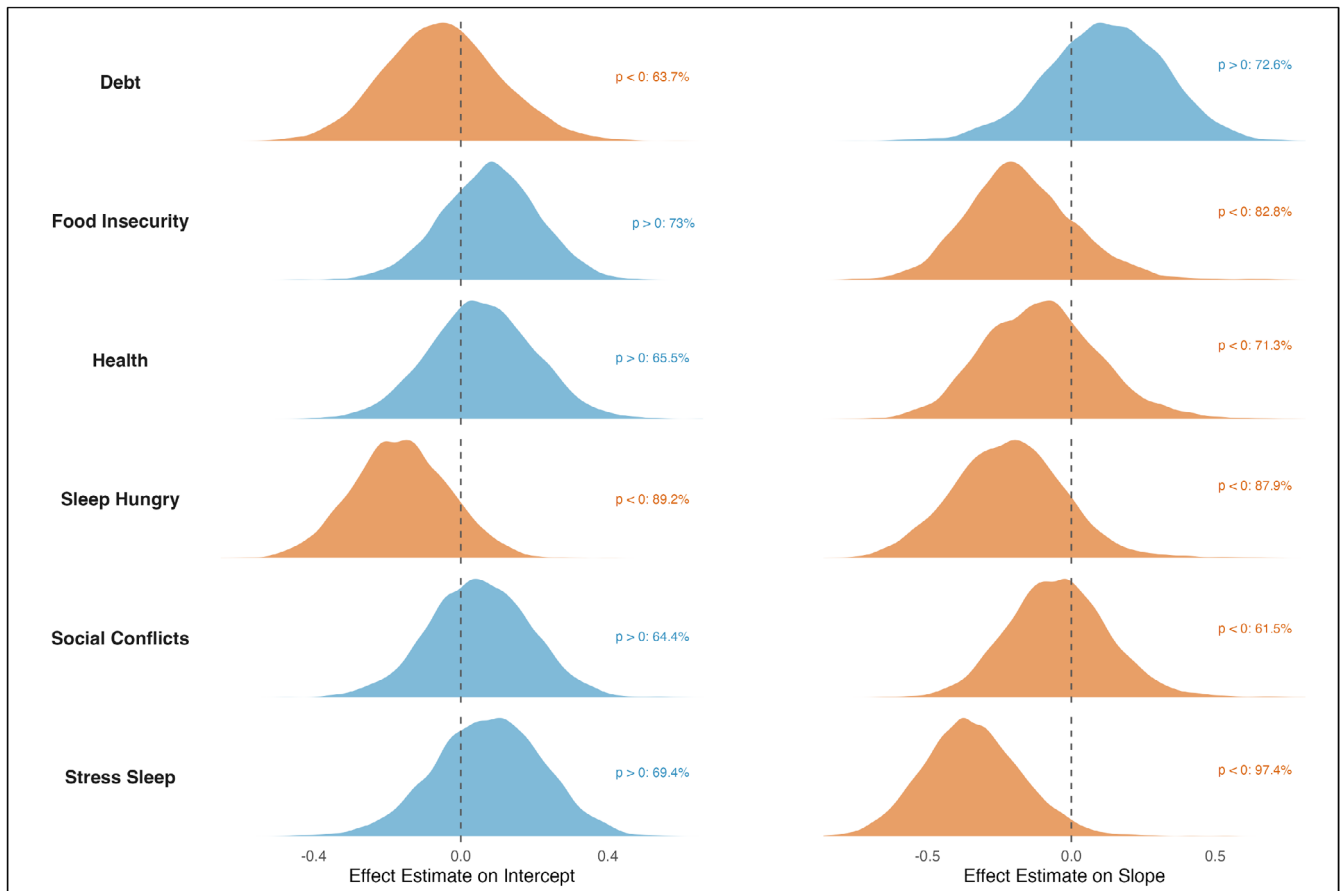 Debt
p < 0: 63.7%
p > 0: 72.6%
Food Insecurity
p > 0: 73%
p < 0: 82.8%
Health
p > 0: 65.5%
p < 0: 71.3%
Sleep Hungry
p < 0: 89.2%
p < 0: 87.9%
Social Conflicts
p > 0: 64.4%
p < 0: 61.5%
Stress Sleep
p > 0: 69.4%
p < 0: 97.4%
-0.4 0.0 0.4
Effect Estimate on Intercept
-0.5 0.0 0.5
Effect Estimate on Slope